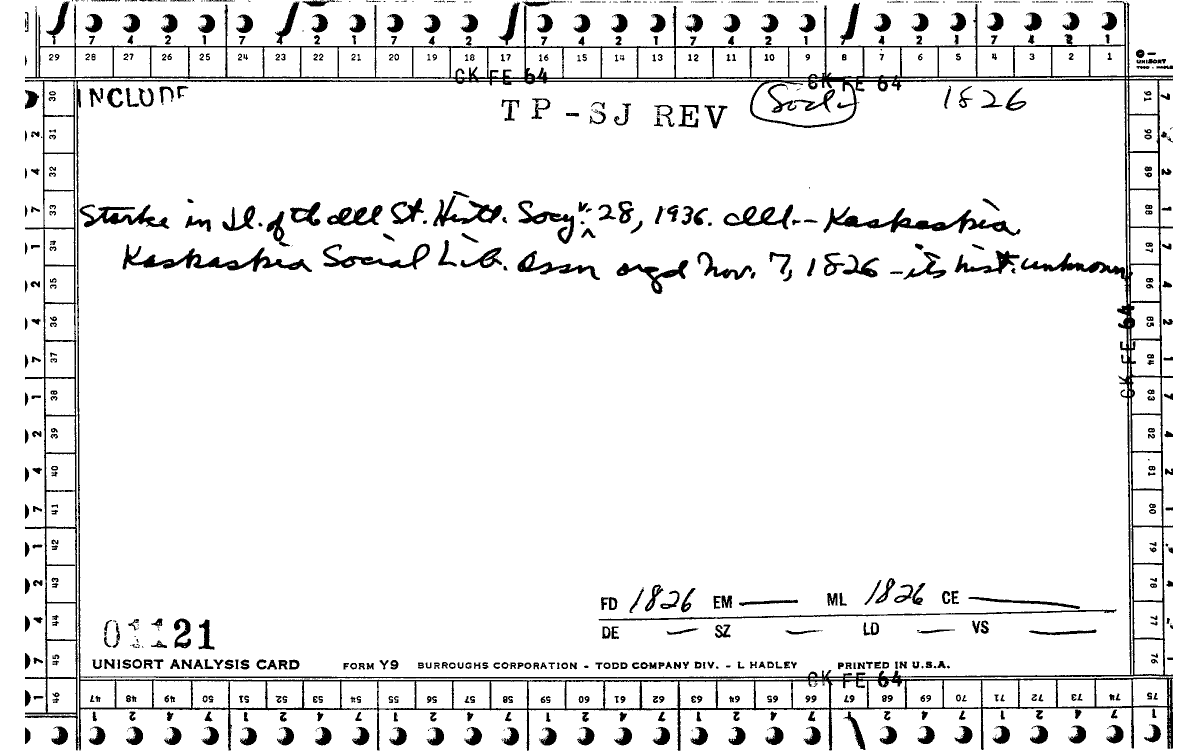 1 7 4 2 1 7 4 2 1 7 4 2 1 7 4 2 1 7 4 2 1 7 4 2 1 7 4 2 1
29 28 27 26 25 24 23 22 21 20 19 18 17 16 15 14 13 12 11 10 9 8 7 6 5 4 3 2 1
UNISORT
CK FE 64 CK FE 64
INCLUDE
TP-SJ REV Socl- 1826
Starke in Jl. of the Ill St. Histl. Socy v. 28, 1936. Ill. - Kaskaskia
Kaskaskia Social Lib. Assn orgd Nov. 7, 1826 - its hist. unknown
CK FE 64
30 31 32 33 34 35 36 37 38 39 40 41 42 43 44 45 46
91 90 89 88 87 86 85 84 83 82 81 80 79 78 77 76 75
FD 1826 EM — ML 1826 CE —
DE — SZ — LD — VS —
01121
UNISORT ANALYSIS CARD FORM Y9 BURROUGHS CORPORATION - TODD COMPANY DIV. - L HADLEY PRINTED IN U.S.A.
CK FE 64
47 48 49 50 51 52 53 54 55 56 57 58 59 60 61 62 63 64 65 66 67 68 69 70 71 72 73 74
1 2 4 7 1 2 4 7 1 2 4 7 1 2 4 7 1 2 4 7 1 2 4 7 1 2 4 7 1